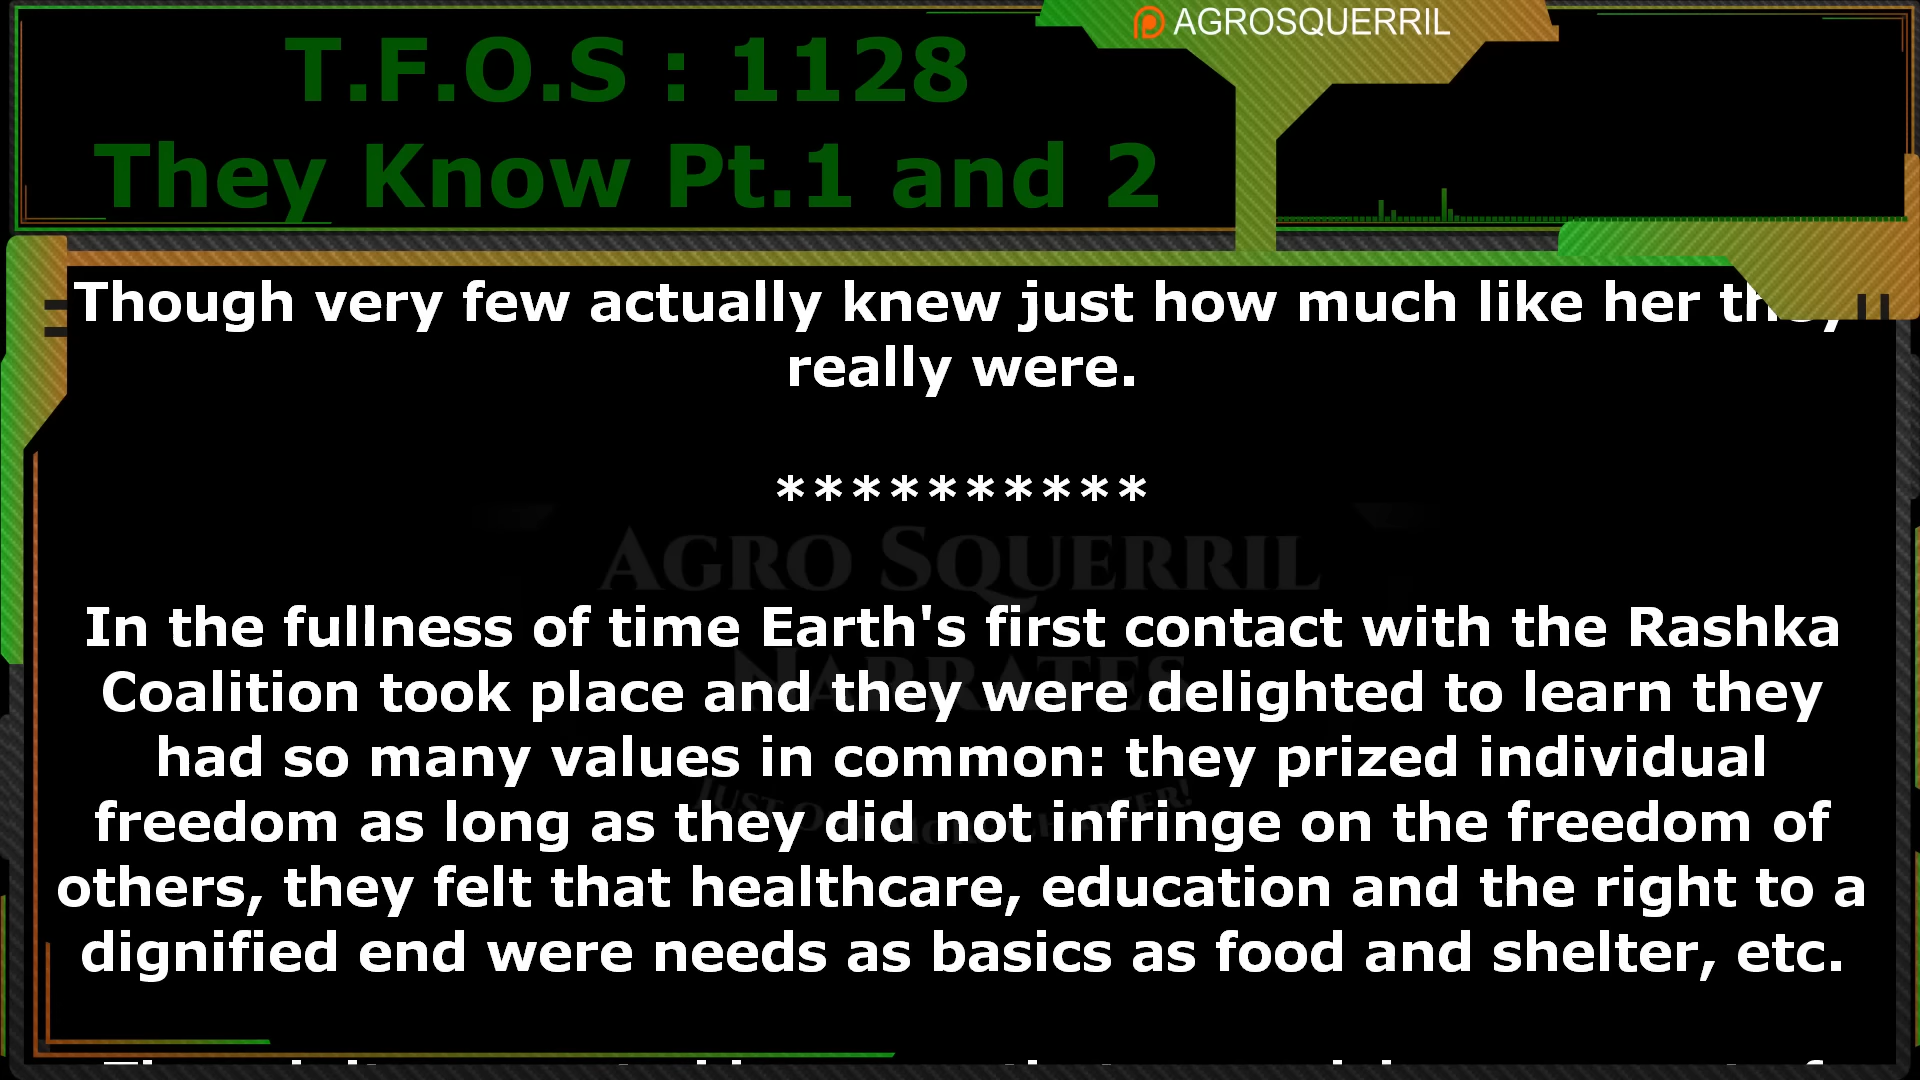 AGROSQUERRIL
T.F.O.S : 1128
They Know Pt.1 and 2
Though very few actually knew just how much like her they
really were.
**********
AGRO SQUERRIL
NARRATES
In the fullness of time Earth's first contact with the Rashka
Coalition took place and they were delighted to learn they
had so many values in common: they prized individual
freedom as long as they did not infringe on the freedom of
others, they felt that healthcare, education and the right to a
dignified end were needs as basics as food and shelter, etc.